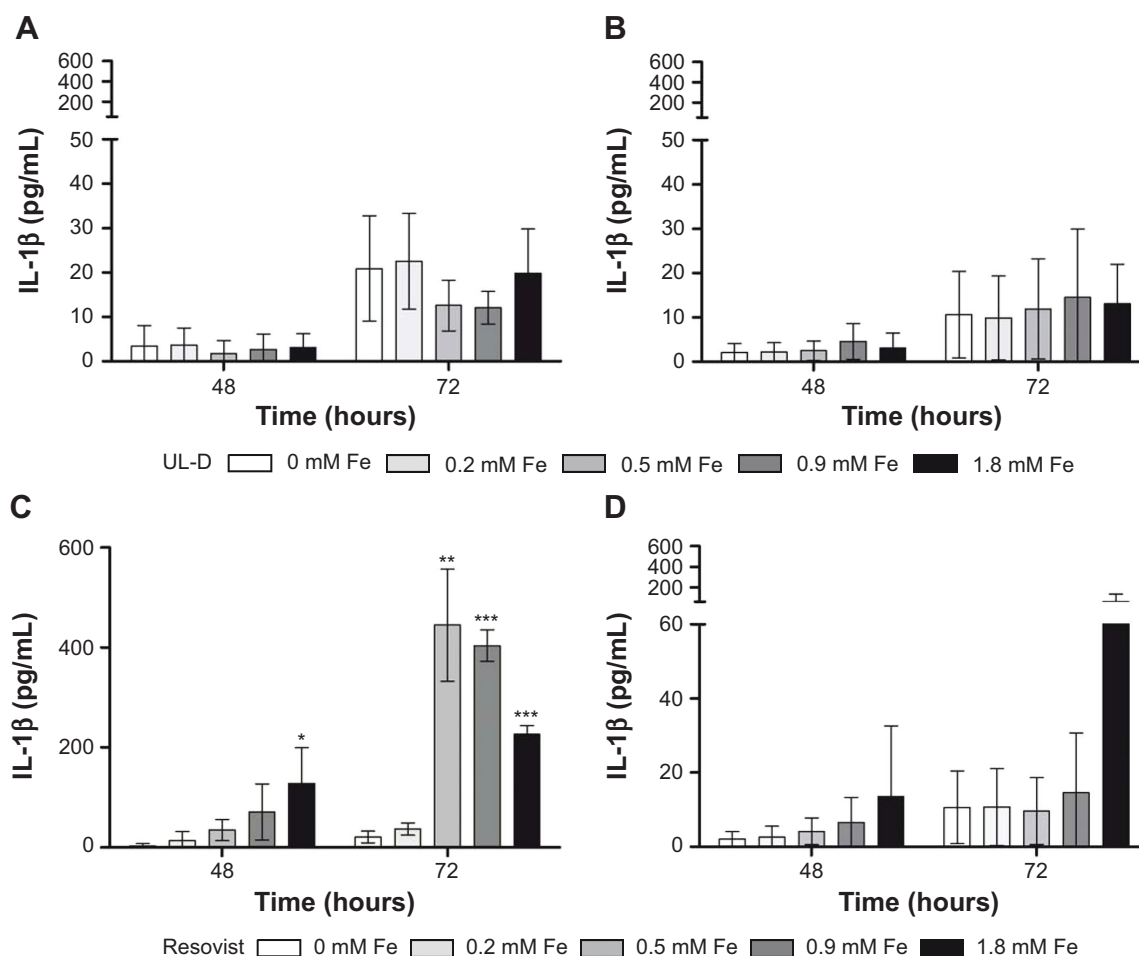 A
600
400
200
50
40
30
20
10
0
IL-1β (pg/mL)
48
72
Time (hours)
B
600
400
200
50
40
30
20
10
0
IL-1β (pg/mL)
48
72
Time (hours)
UL-D 0 mM Fe 0.2 mM Fe 0.5 mM Fe 0.9 mM Fe 1.8 mM Fe
C
600
400
200
0
IL-1β (pg/mL)
*
**
***
***
48
72
Time (hours)
D
600
400
200
60
40
20
0
IL-1β (pg/mL)
48
72
Time (hours)
Resovist 0 mM Fe 0.2 mM Fe 0.5 mM Fe 0.9 mM Fe 1.8 mM Fe